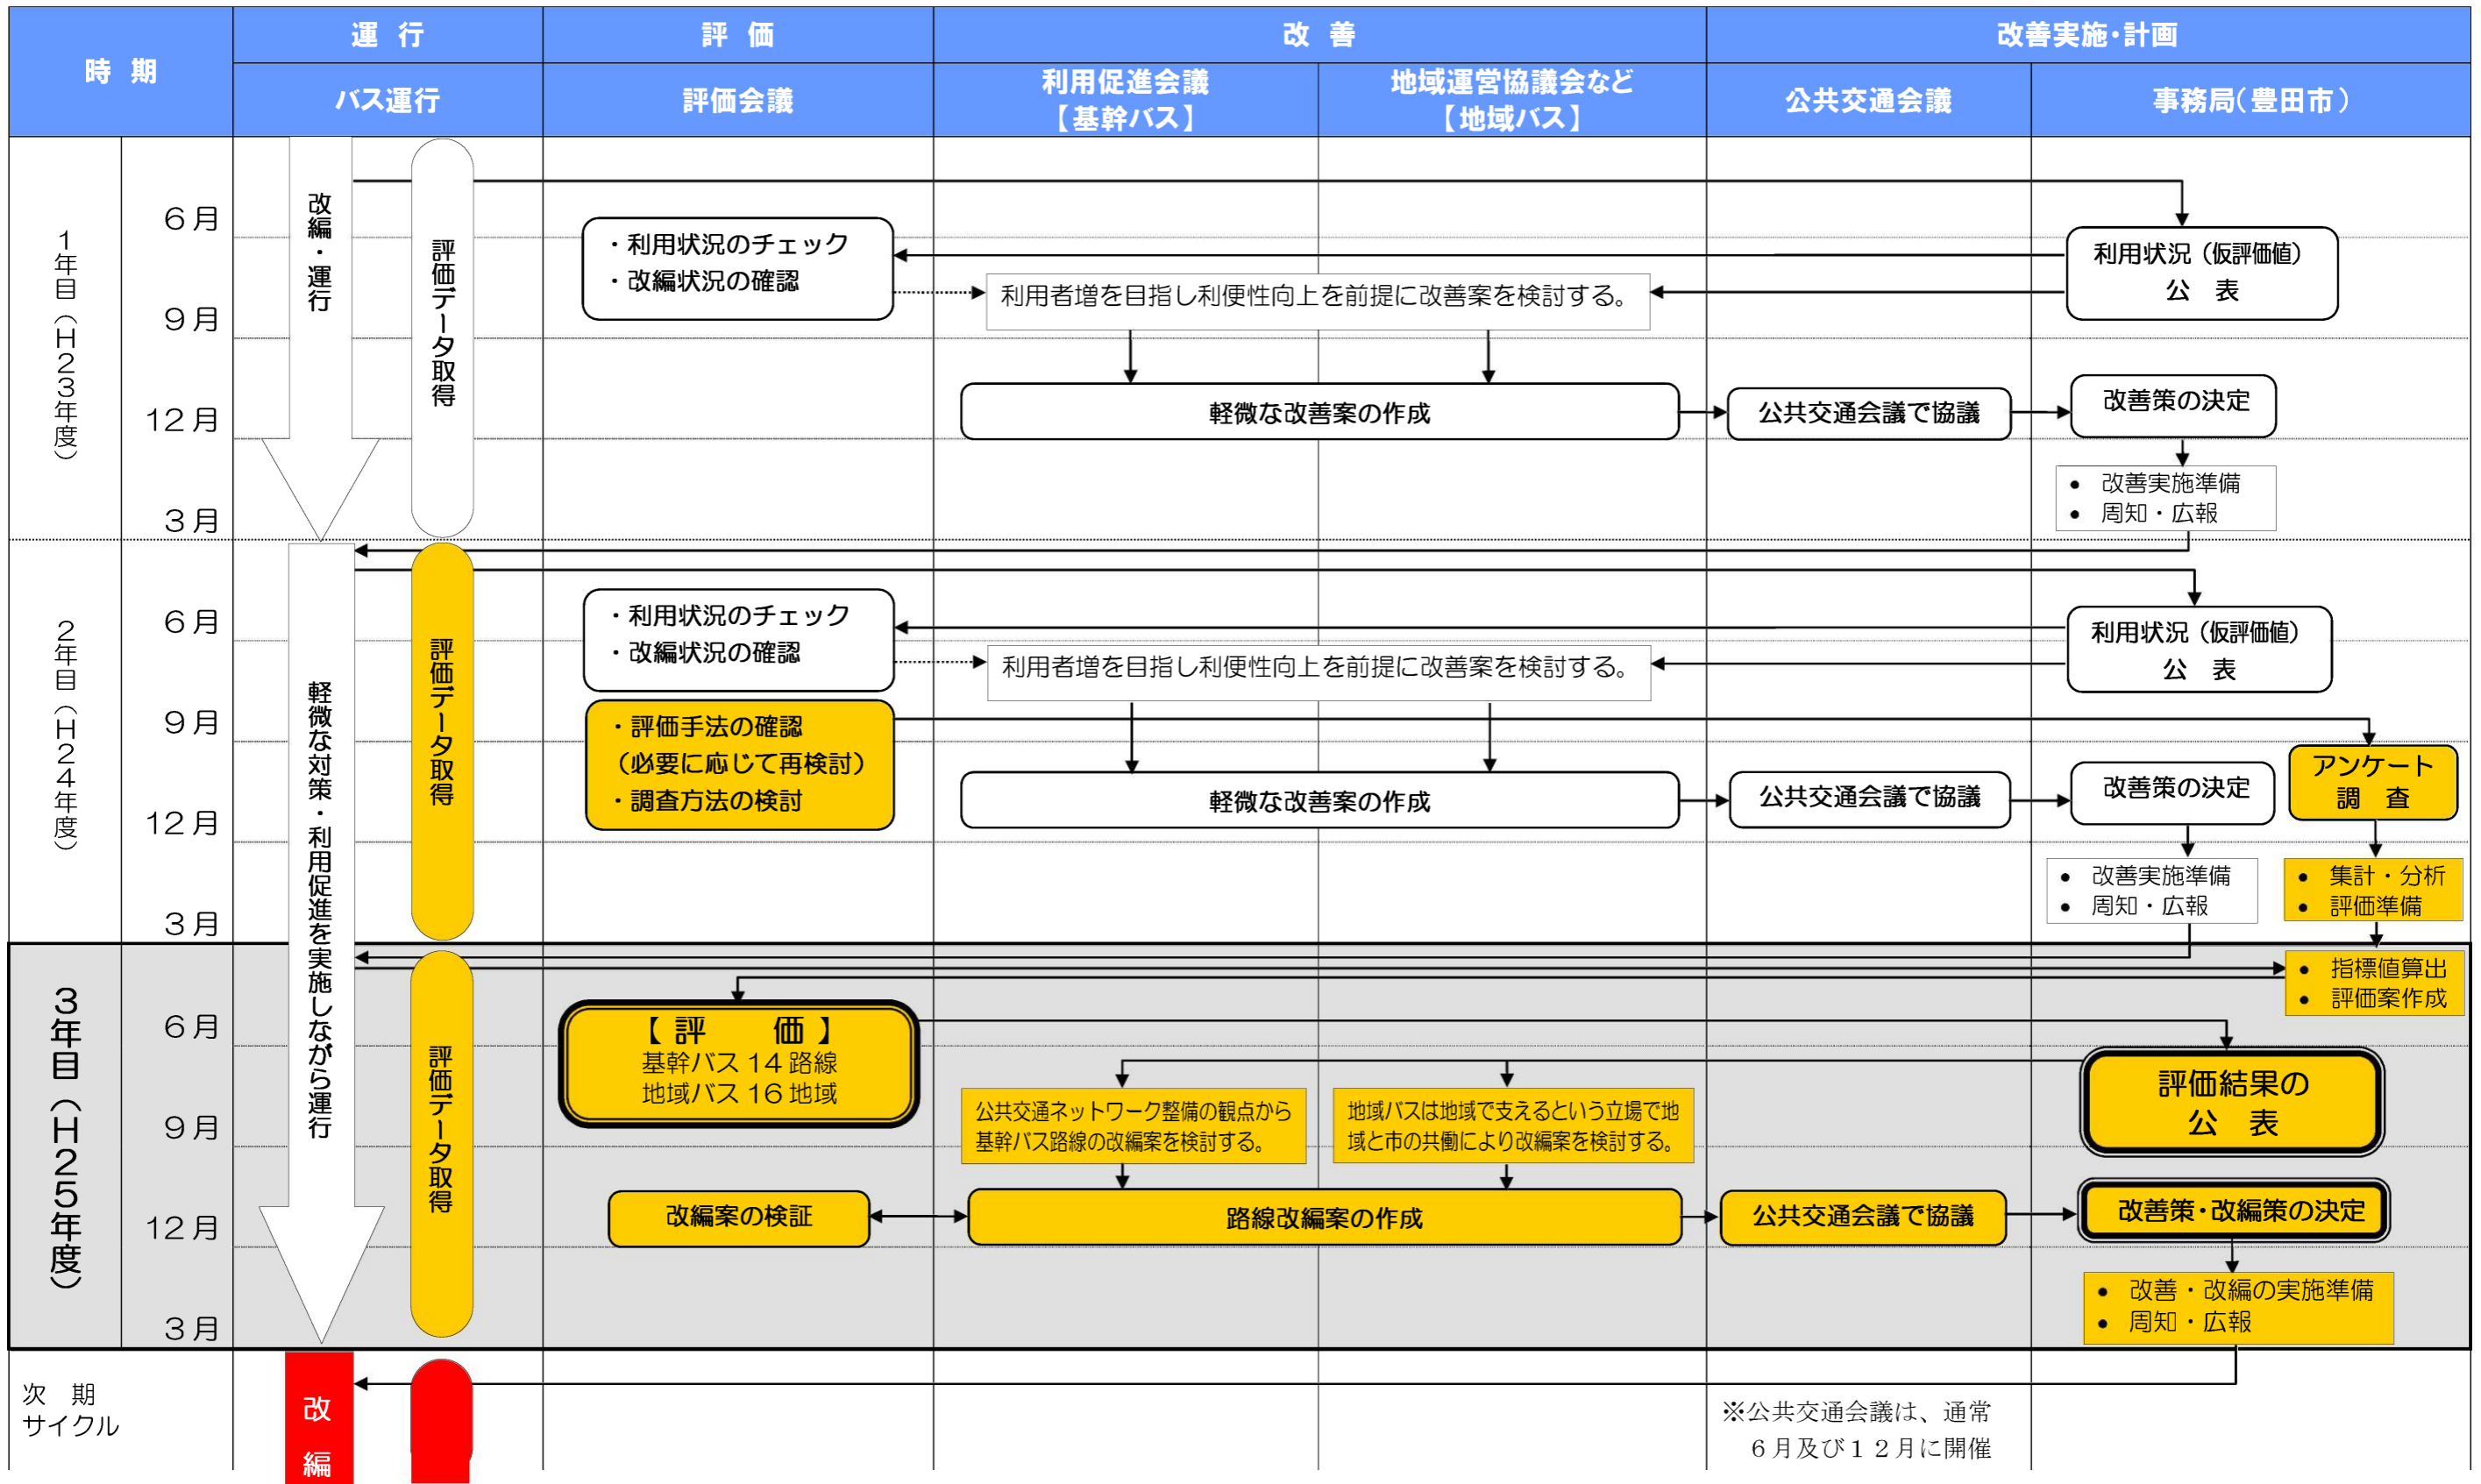 時　期
運　行
評　価
改　善
改善実施・計画
バス運行
評価会議
利用促進会議
【基幹バス】
地域運営協議会など
【地域バス】
公共交通会議
事務局(豊田市)
1年目（H23年度）
6月
9月
12月
3月
改編・運行
評価データ取得
・利用状況のチェック
・改編状況の確認
利用者増を目指し利便性向上を前提に改善案を検討する。
利用状況（仮評価値）
公　表
軽微な改善案の作成
公共交通会議で協議
改善策の決定
● 改善実施準備
● 周知・広報
2年目（H24年度）
6月
9月
12月
3月
軽微な対策・利用促進を実施しながら運行
評価データ取得
・利用状況のチェック
・改編状況の確認
利用者増を目指し利便性向上を前提に改善案を検討する。
利用状況（仮評価値）
公　表
・評価手法の確認
（必要に応じて再検討）
・調査方法の検討
軽微な改善案の作成
公共交通会議で協議
改善策の決定
アンケート
調　査
● 改善実施準備
● 周知・広報
● 集計・分析
● 評価準備
3年目（H25年度）
6月
9月
12月
3月
評価データ取得
● 指標値算出
● 評価案作成
【評　価】
基幹バス14路線
地域バス16地域
公共交通ネットワーク整備の観点から
基幹バス路線の改編案を検討する。
地域バスは地域で支えるという立場で地
域と市の共働により改編案を検討する。
評価結果の
公　表
改編案の検証
路線改編案の作成
公共交通会議で協議
改善策・改編策の決定
● 改善・改編の実施準備
● 周知・広報
次　期
サイクル
改編
※公共交通会議は、通常
6月及び12月に開催